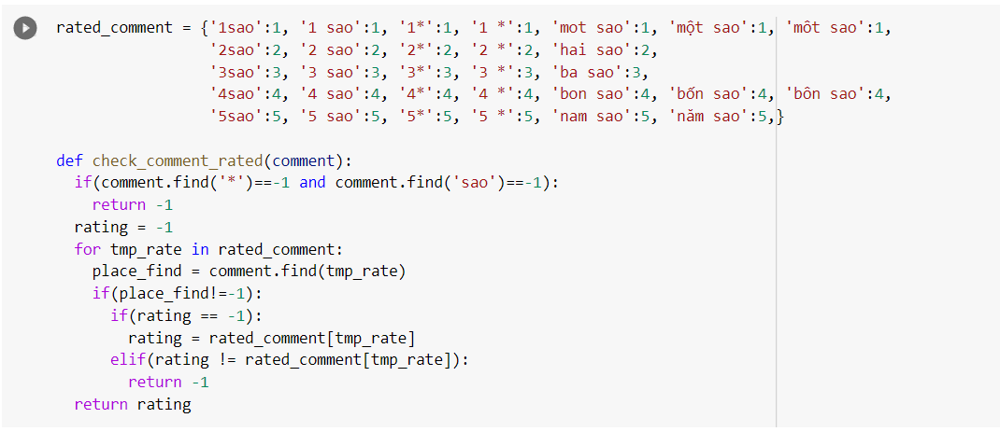 rated_comment = {'1sao':1, '1 sao':1, '1*':1, '1 *':1, 'mot sao':1, 'một sao':1, 'môt sao':1,
'2sao':2, '2 sao':2, '2*':2, '2 *':2, 'hai sao':2,
'3sao':3, '3 sao':3, '3*':3, '3 *':3, 'ba sao':3,
'4sao':4, '4 sao':4, '4*':4, '4 *':4, 'bon sao':4, 'bốn sao':4, 'bôn sao':4,
'5sao':5, '5 sao':5, '5*':5, '5 *':5, 'nam sao':5, 'năm sao':5,}
def check_comment_rated(comment):
if(comment.find('*')==-1 and comment.find('sao')==-1):
return -1
rating = -1
for tmp_rate in rated_comment:
place_find = comment.find(tmp_rate)
if(place_find!=-1):
if(rating == -1):
rating = rated_comment[tmp_rate]
elif(rating != rated_comment[tmp_rate]):
return -1
return rating